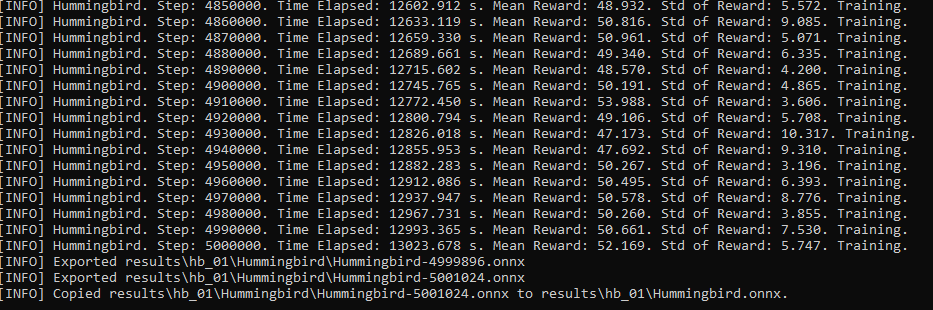 [INFO] Hummingbird. Step: 4850000. Time Elapsed: 12602.912 s. Mean Reward: 48.932. Std of Reward: 5.572. Training.
[INFO] Hummingbird. Step: 4860000. Time Elapsed: 12633.119 s. Mean Reward: 50.816. Std of Reward: 9.085. Training.
[INFO] Hummingbird. Step: 4870000. Time Elapsed: 12659.330 s. Mean Reward: 50.961. Std of Reward: 5.071. Training.
[INFO] Hummingbird. Step: 4880000. Time Elapsed: 12689.661 s. Mean Reward: 49.340. Std of Reward: 6.335. Training.
[INFO] Hummingbird. Step: 4890000. Time Elapsed: 12715.602 s. Mean Reward: 48.570. Std of Reward: 4.200. Training.
[INFO] Hummingbird. Step: 4900000. Time Elapsed: 12745.765 s. Mean Reward: 50.191. Std of Reward: 4.865. Training.
[INFO] Hummingbird. Step: 4910000. Time Elapsed: 12772.450 s. Mean Reward: 53.988. Std of Reward: 3.606. Training.
[INFO] Hummingbird. Step: 4920000. Time Elapsed: 12800.794 s. Mean Reward: 49.106. Std of Reward: 5.708. Training.
[INFO] Hummingbird. Step: 4930000. Time Elapsed: 12826.018 s. Mean Reward: 47.173. Std of Reward: 10.317. Training.
[INFO] Hummingbird. Step: 4940000. Time Elapsed: 12855.953 s. Mean Reward: 47.692. Std of Reward: 9.310. Training.
[INFO] Hummingbird. Step: 4950000. Time Elapsed: 12882.283 s. Mean Reward: 50.267. Std of Reward: 3.196. Training.
[INFO] Hummingbird. Step: 4960000. Time Elapsed: 12912.086 s. Mean Reward: 50.495. Std of Reward: 6.393. Training.
[INFO] Hummingbird. Step: 4970000. Time Elapsed: 12937.947 s. Mean Reward: 50.578. Std of Reward: 8.776. Training.
[INFO] Hummingbird. Step: 4980000. Time Elapsed: 12967.731 s. Mean Reward: 50.260. Std of Reward: 3.855. Training.
[INFO] Hummingbird. Step: 4990000. Time Elapsed: 12993.365 s. Mean Reward: 50.661. Std of Reward: 7.530. Training.
[INFO] Hummingbird. Step: 5000000. Time Elapsed: 13023.678 s. Mean Reward: 52.169. Std of Reward: 5.747. Training.
[INFO] Exported results\hb_01\Hummingbird\Hummingbird-4999896.onnx
[INFO] Exported results\hb_01\Hummingbird\Hummingbird-5001024.onnx
[INFO] Copied results\hb_01\Hummingbird\Hummingbird-5001024.onnx to results\hb_01\Hummingbird.onnx.